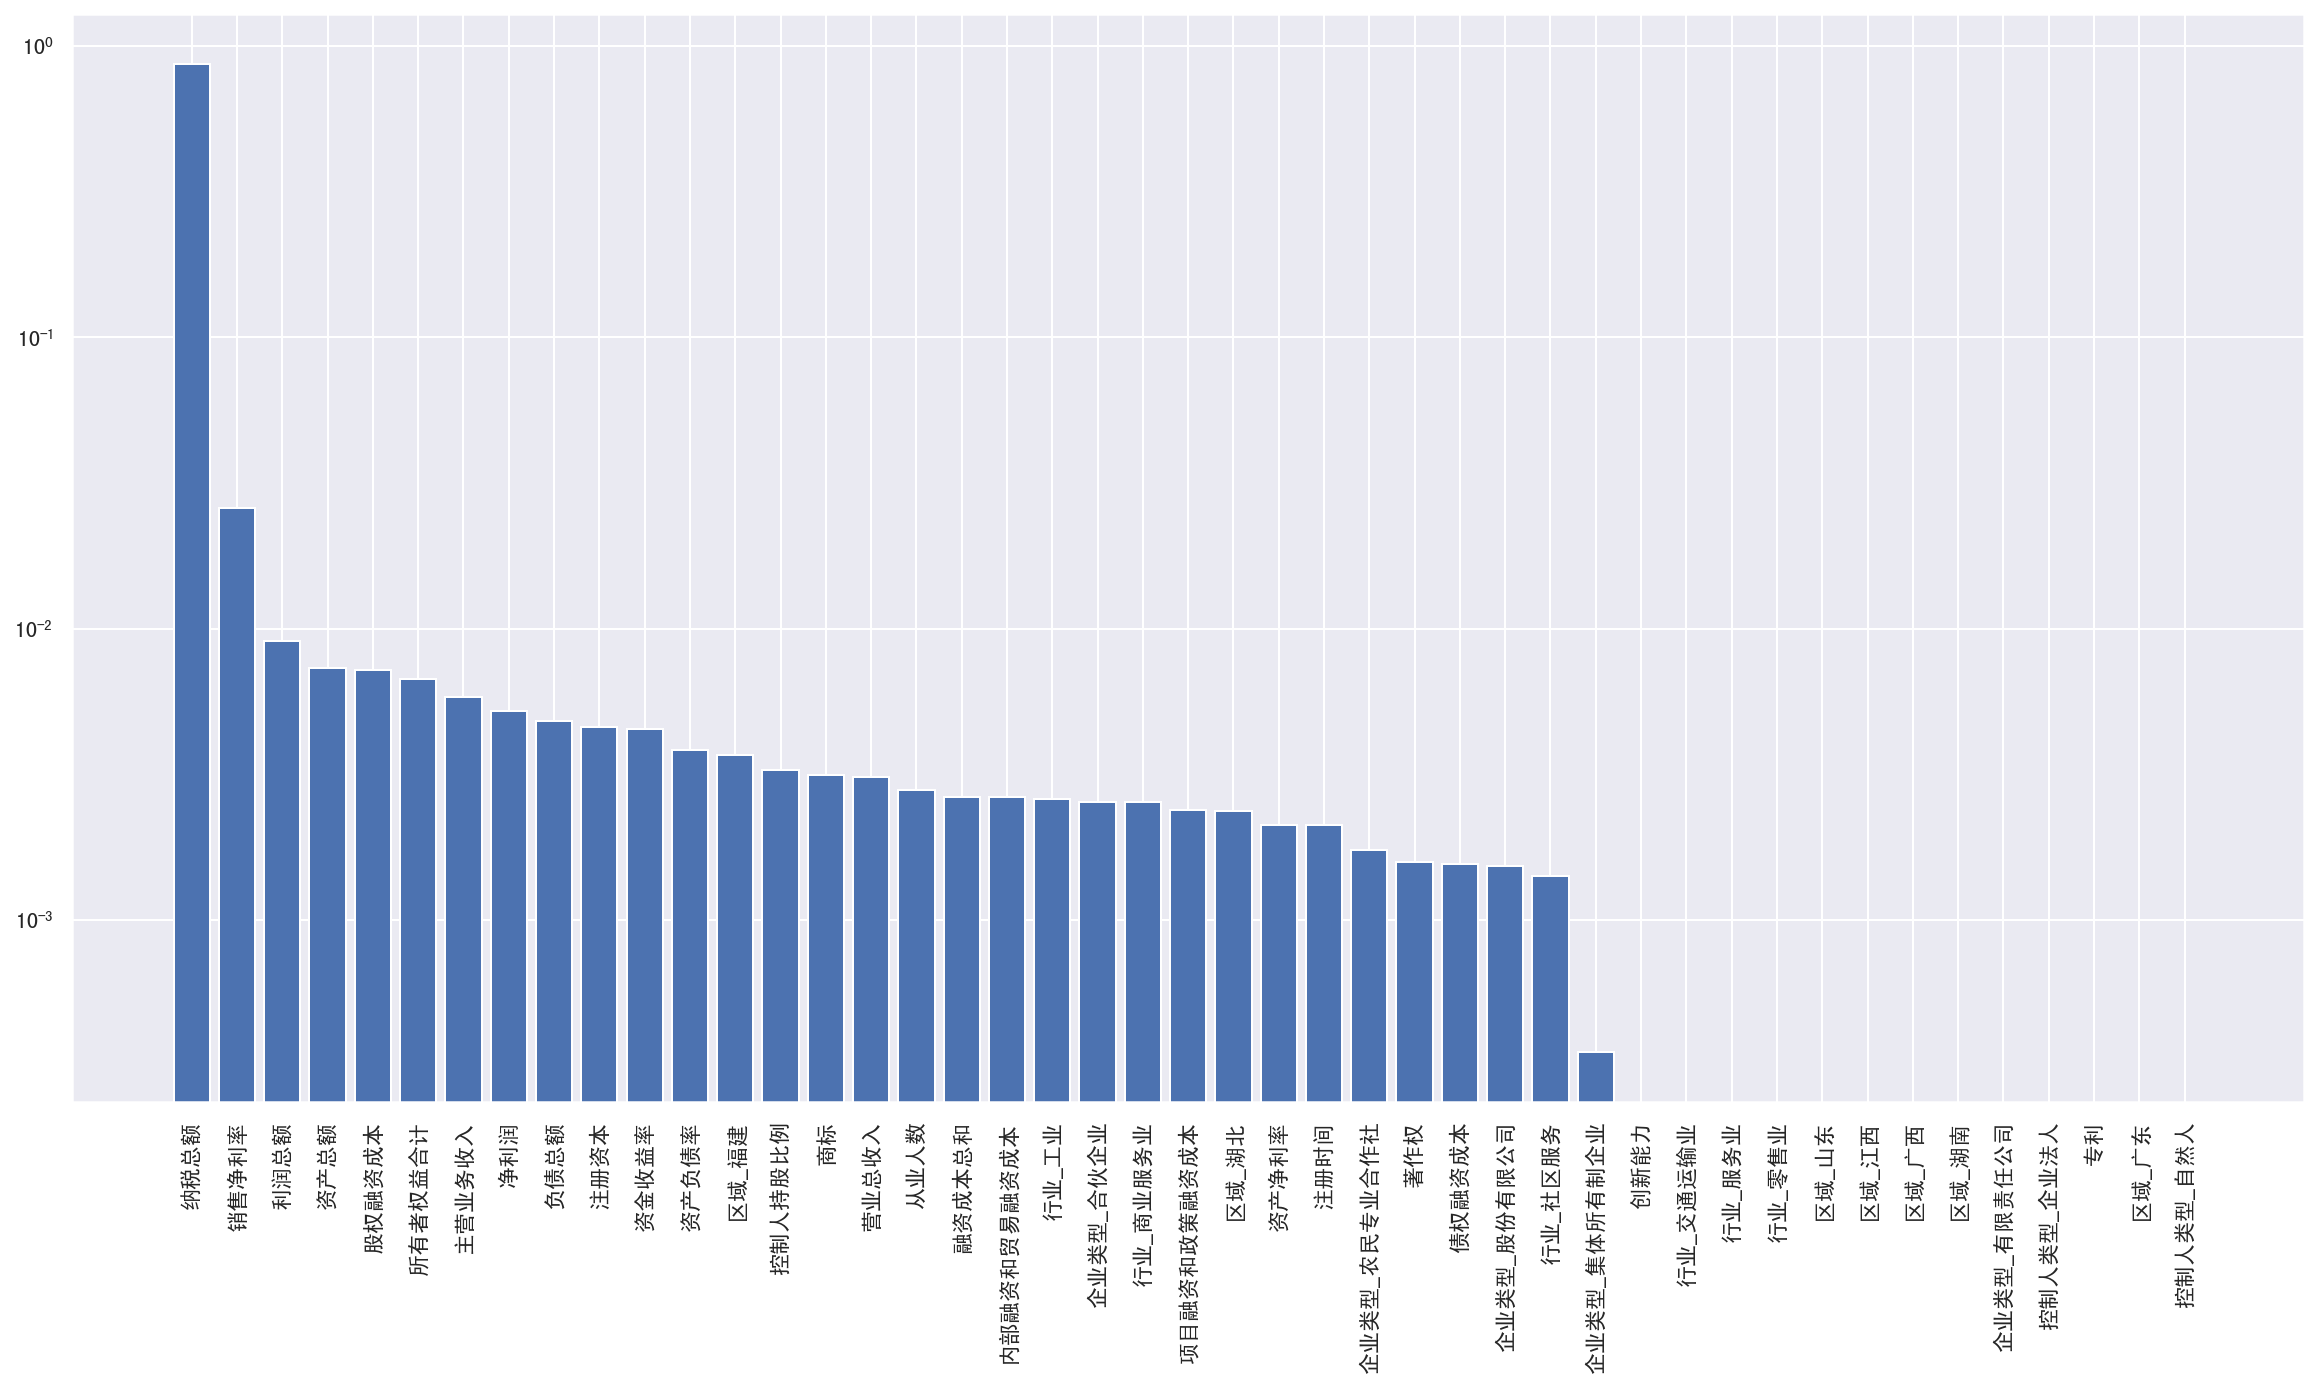 10⁰
10⁻¹
10⁻²
10⁻³
纳税总额
销售净利率
利润总额
资产总额
股权融资成本
所有者权益合计
主营业务收入
净利润
负债总额
注册资本
资金收益率
资产负债率
区域_福建
控制人持股比例
商标
营业总收入
从业人数
融资成本总和
内部融资和贸易融资成本
行业_工业
企业类型_合伙企业
行业_商业服务业
项目融资和政策融资成本
区域_湖北
资产净利率
注册时间
企业类型_农民专业合作社
著作权
债权融资成本
企业类型_股份有限公司
行业_社区服务
企业类型_集体所有制企业
创新能力
行业_交通运输业
行业_服务业
行业_零售业
区域_山东
区域_江西
区域_广西
区域_湖南
企业类型_有限责任公司
控制人类型_企业法人
专利
区域_广东
控制人类型_自然人